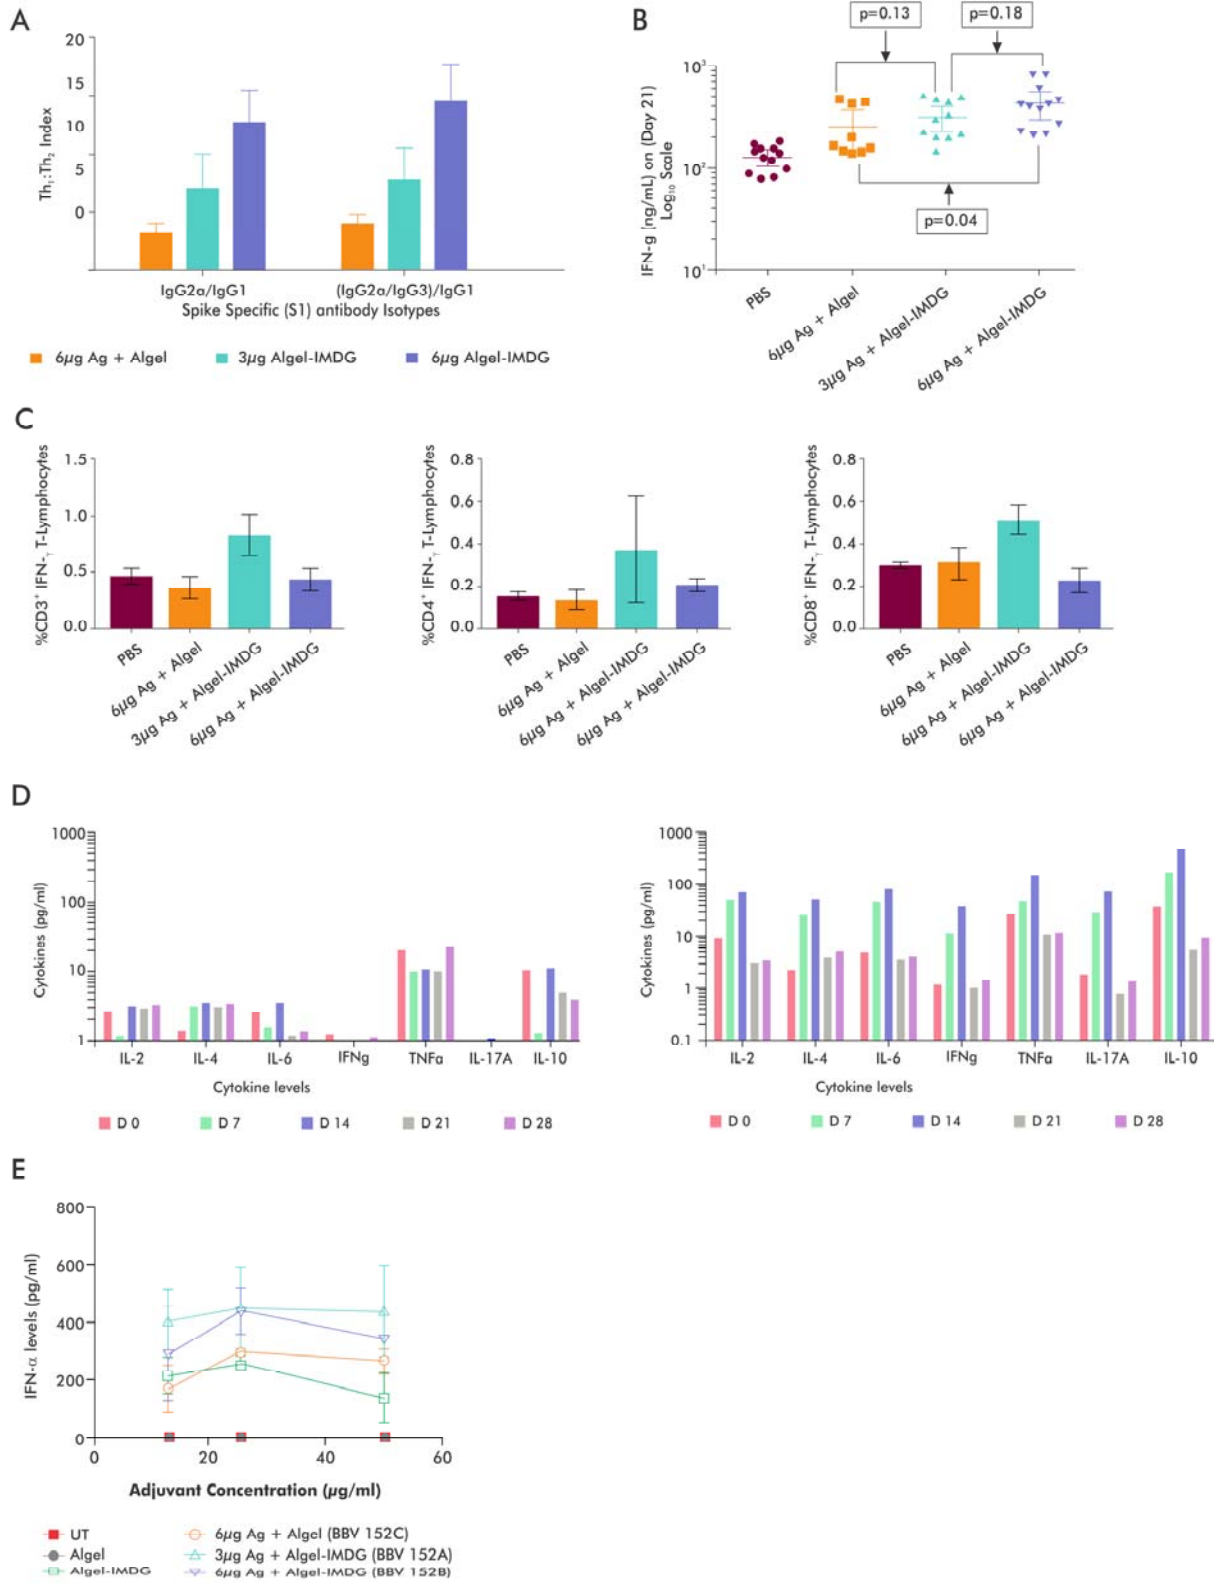 A
20
15
10
5
0
Th₁:Th₂ Index
IgG2α/IgG1
(IgG2α/IgG3)/IgG1
Spike Specific (S1) antibody Isotypes
6µg Ag + Algel
3µg Algel-IMDG
6µg Algel-IMDG
B
p=0.13
p=0.18
p=0.04
10³
10²
10¹
IFN-g (ng/mL) on (Day 21)
Log₁₀ Scale
PBS
6µg Ag + Algel
3µg Ag + Algel-IMDG
6µg Ag + Algel-IMDG
C
%CD3⁺ IFN-γ T-Lymphocytes
1.5
1.0
0.5
0.0
PBS
6µg Ag + Algel
3µg Ag + Algel-IMDG
6µg Ag + Algel-IMDG
%CD4⁺ IFN-γ T-Lymphocytes
0.8
0.6
0.4
0.2
0.0
PBS
6µg Ag + Algel
6µg Ag + Algel-IMDG
6µg Ag + Algel-IMDG
%CD8⁺ IFN-γ T-Lymphocytes
0.8
0.6
0.4
0.2
0.0
PBS
6µg Ag + Algel
6µg Ag + Algel-IMDG
6µg Ag + Algel-IMDG
D
Cytokines (pg/ml)
1000
100
10
1
IL-2 IL-4 IL-6 IFNg TNFα IL-17A IL-10
Cytokine levels
D 0 D 7 D 14 D 21 D 28
Cytokines (pg/ml)
1000
100
10
1
0.1
IL-2 IL-4 IL-6 IFNg TNFα IL-17A IL-10
Cytokine levels
D 0 D 7 D 14 D 21 D 28
E
IFN-α levels (pg/ml)
800
600
400
200
0
0 20 40 60
Adjuvant Concentration (µg/ml)
UT
Algel
Algel-IMDG
6µg Ag + Algel (BBV 152C)
3µg Ag + Algel-IMDG (BBV 152A)
6µg Ag + Algel-IMDG (BBV 152B)